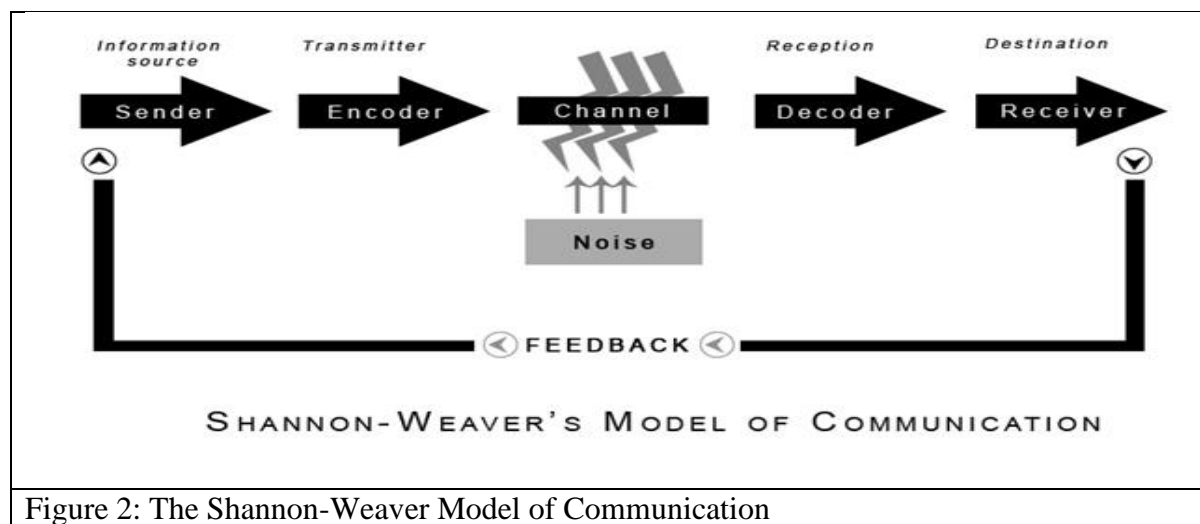 Information
source
Transmitter
Reception
Destination
Sender
Encoder
Channel
Decoder
Receiver
Noise
FEEDBACK
SHANNON-WEAVER'S MODEL OF COMMUNICATION
Figure 2: The Shannon-Weaver Model of Communication